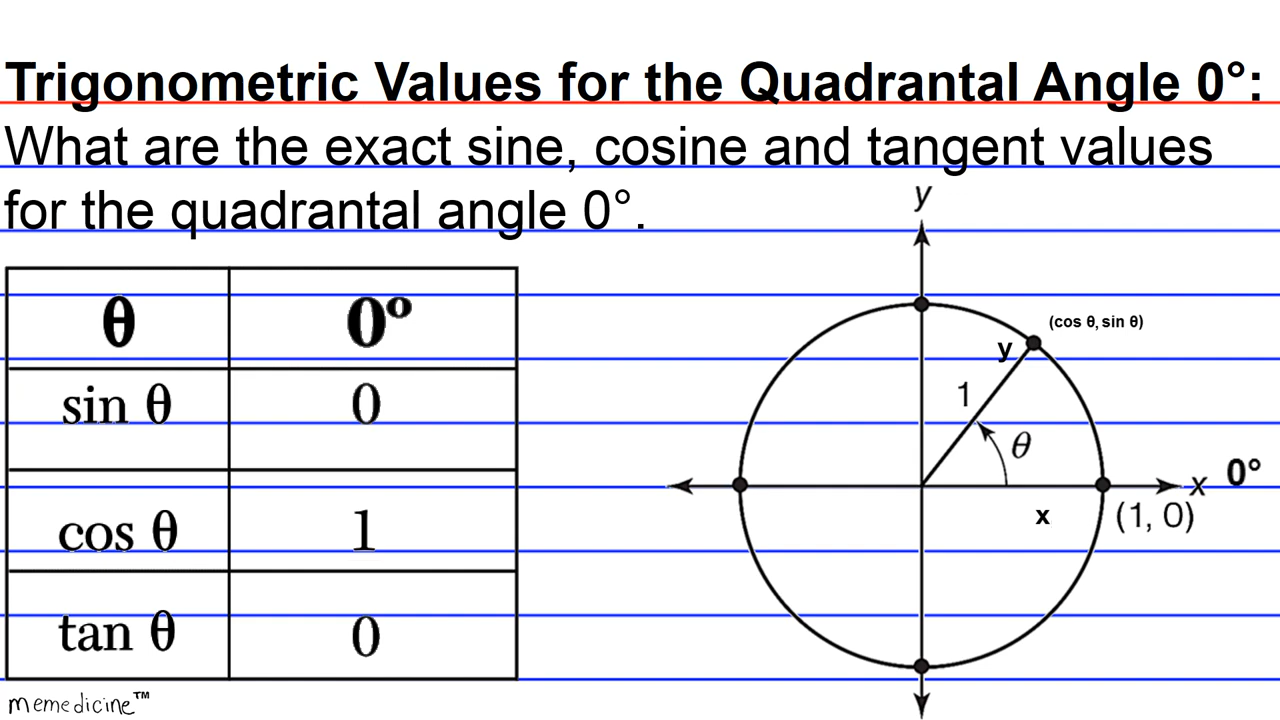 Trigonometric Values for the Quadrantal Angle 0°:
What are the exact sine, cosine and tangent values
for the quadrantal angle 0°.
θ 0º
sin θ 0
cos θ 1
tan θ 0
y
(cos θ, sin θ)
y
1
θ
x 0°
x (1, 0)
memedicine™